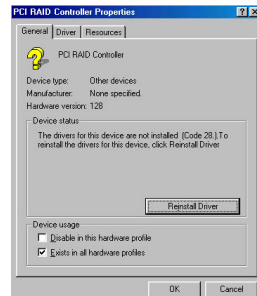 PCI RAID Controller Properties
General Driver Resources
PCI RAID Controller
Device type: Other devices
Manufacturer: None specified.
Hardware version: 128
Device status
The drivers for this device are not installed. (Code 28.) To
reinstall the drivers for this device, click Reinstall Driver
Reinstall Driver
Device usage
Disable in this hardware profile
Exists in all hardware profiles
OK Cancel